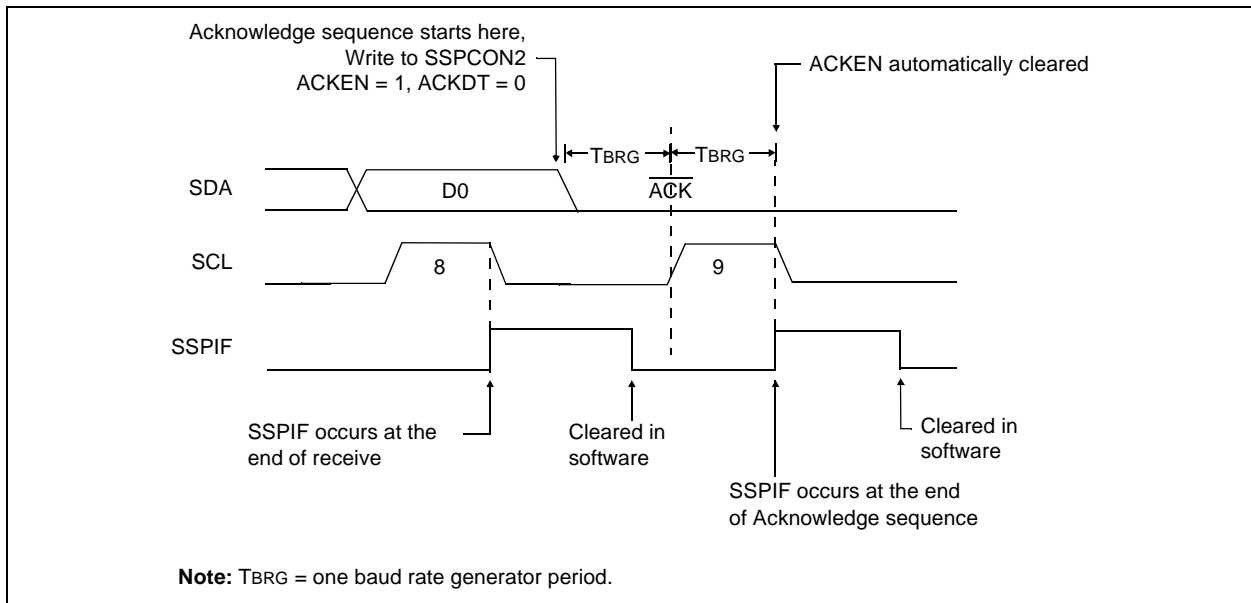 Acknowledge sequence starts here,
Write to SSPCON2
ACKEN = 1, ACKDT = 0
ACKEN automatically cleared
TBRG
TBRG
SDA
D0
ACK
SCL
8
9
SSPIF
SSPIF occurs at the
end of receive
Cleared in
software
Cleared in
software
SSPIF occurs at the end
of Acknowledge sequence
Note: TBRG = one baud rate generator period.